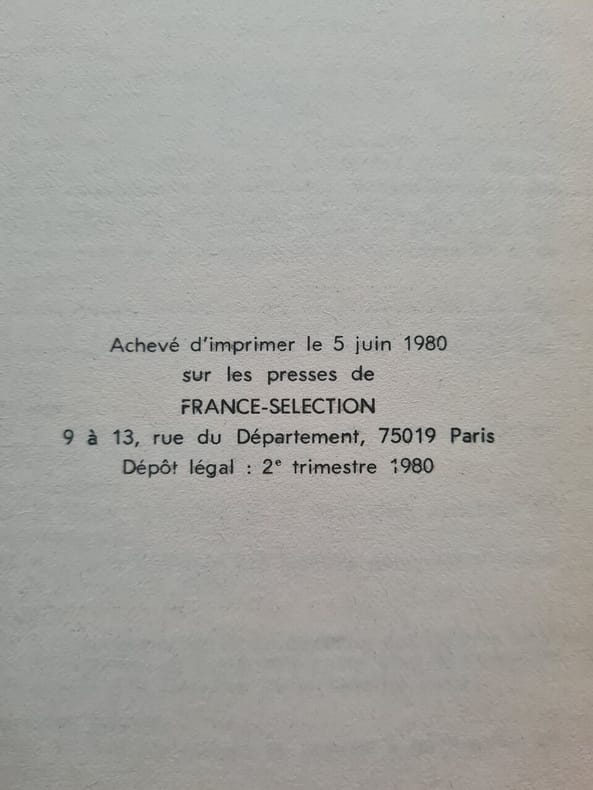 Achevé d'imprimer le 5 juin 1980
sur les presses de
FRANCE-SELECTION
9 à 13, rue du Département, 75019 Paris
Dépôt légal : 2e trimestre 1980